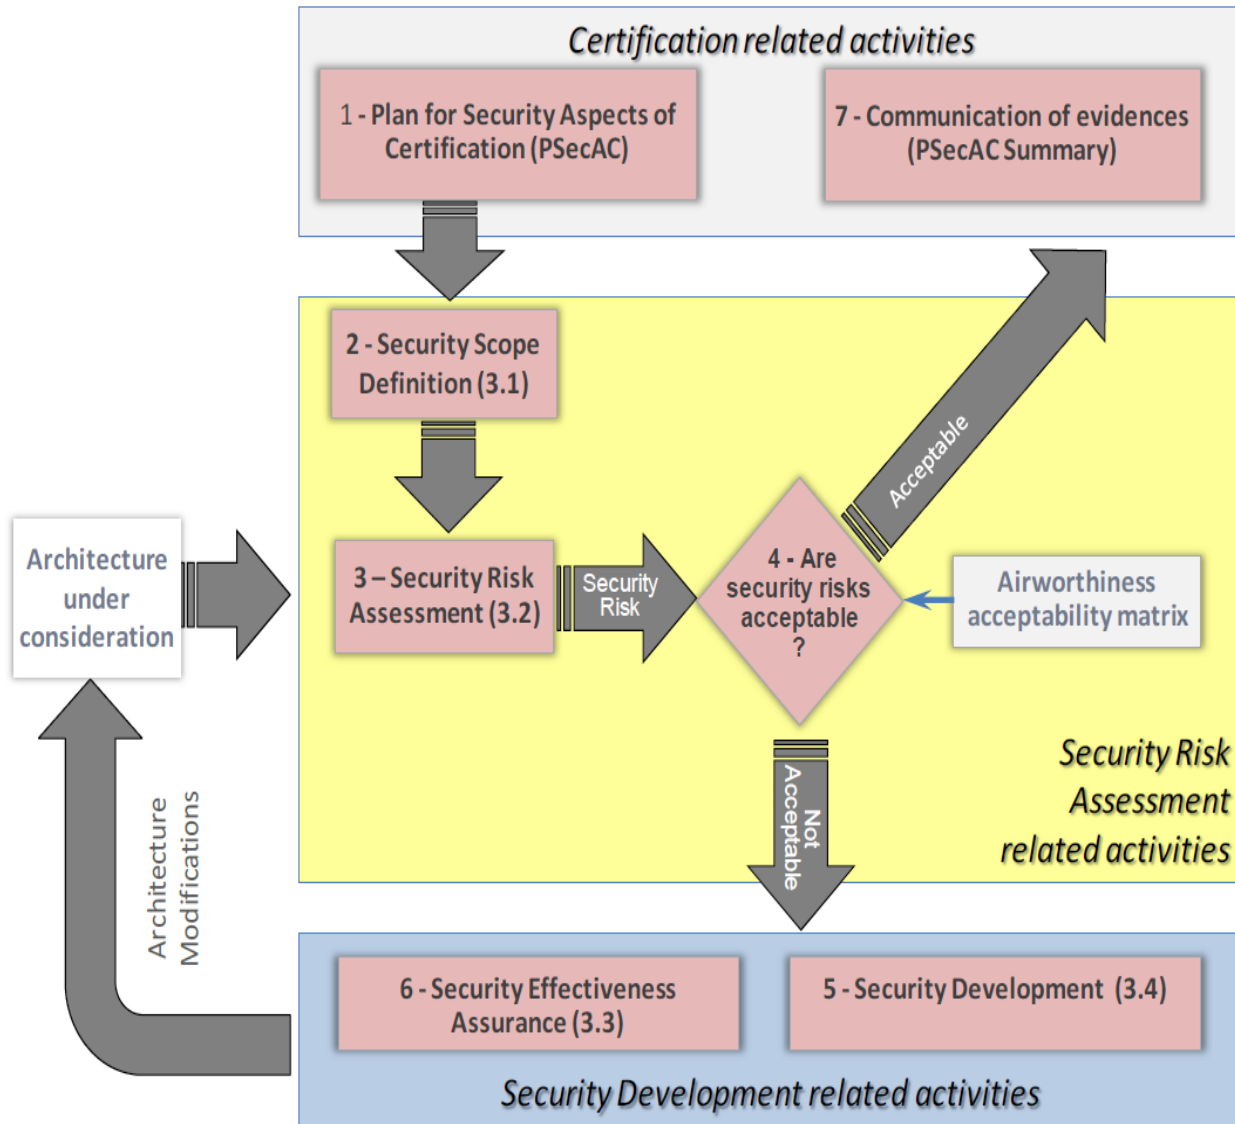 Certification related activities
1 - Plan for Security Aspects of
Certification (PSecAC)
7 - Communication of evidences
(PSecAC Summary)
2 - Security Scope
Definition (3.1)
Acceptable
Architecture
under
consideration
3 – Security Risk
Assessment (3.2)
Security
Risk
4 - Are
security risks
acceptable
?
Airworthiness
acceptability matrix
Security Risk
Assessment
related activities
Not
Acceptable
Architecture
Modifications
6 - Security Effectiveness
Assurance (3.3)
5 - Security Development (3.4)
Security Development related activities